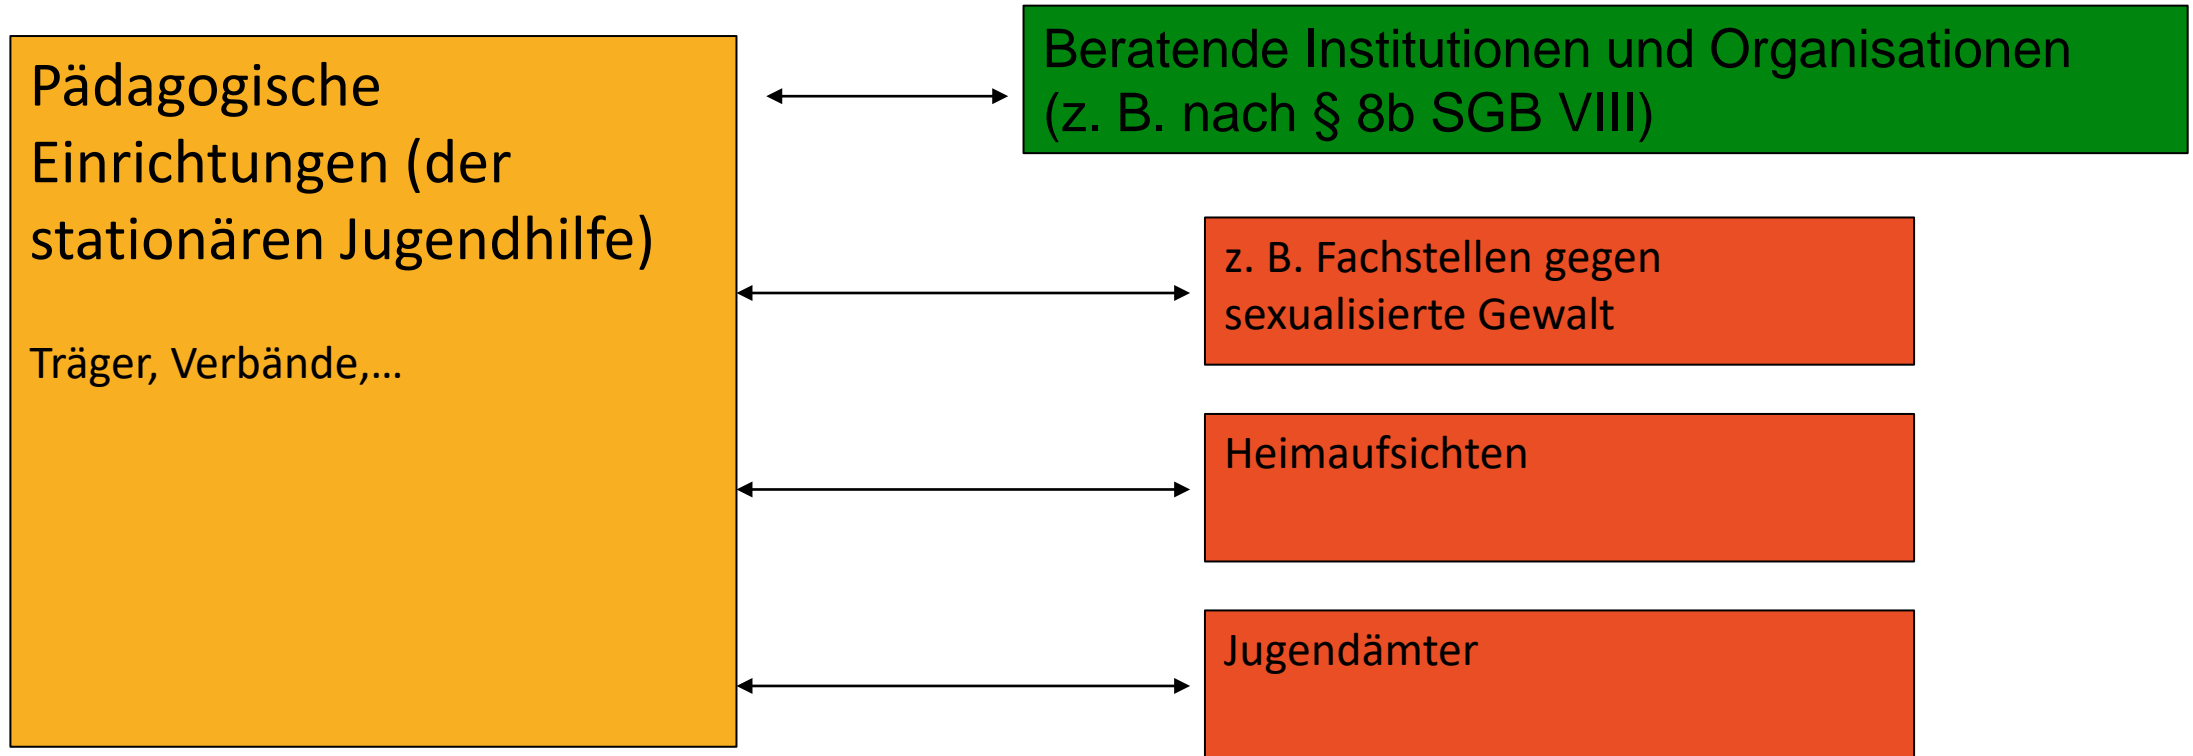 Pädagogische
Einrichtungen (der
stationären Jugendhilfe)
Träger, Verbände,...
Beratende Institutionen und Organisationen
(z. B. nach § 8b SGB VIII)
z. B. Fachstellen gegen
sexualisierte Gewalt
Heimaufsichten
Jugendämter